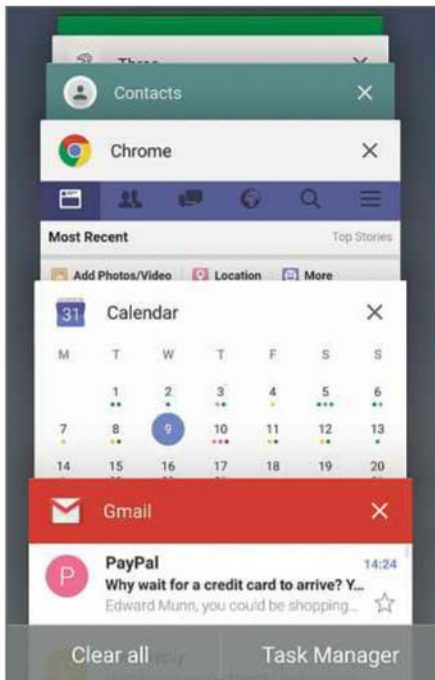 Three
Contacts
Chrome
Most Recent Top Stories
Add Photos/Video Location More
31 Calendar
M T W T F S S
1 2 3 4 5 6
7 8 9 10 11 12 13
14 15 16 17 18 19 20
Gmail
P
PayPal 14:24
Why wait for a credit card to arrive? Y...
Edward Munn, you could be shopping...
Clear all Task Manager